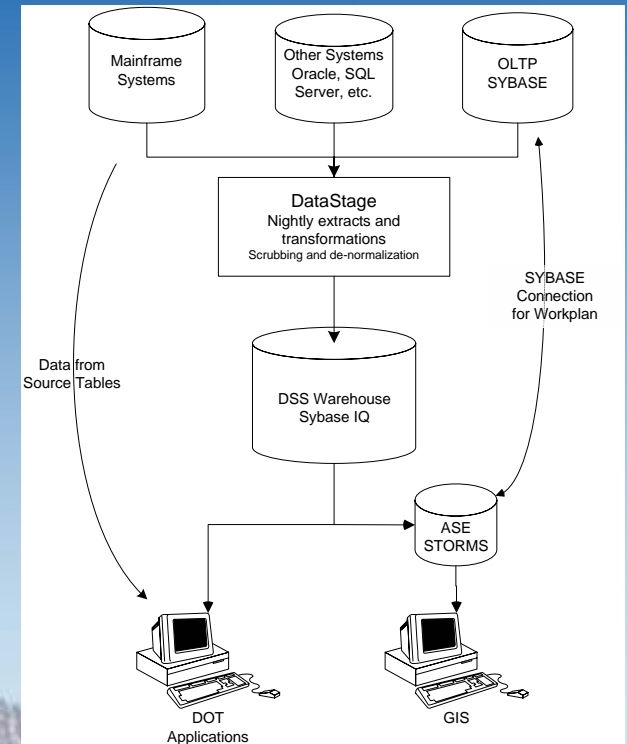 Mainframe
Systems
Other Systems
Oracle, SQL
Server, etc.
OLTP
SYBASE
DataStage
Nightly extracts and
transformations
Scrubbing and de-normalization
SYBASE
Connection
for Workplan
Data from
Source Tables
DSS Warehouse
Sybase IQ
ASE
STORMS
DOT
Applications
GIS